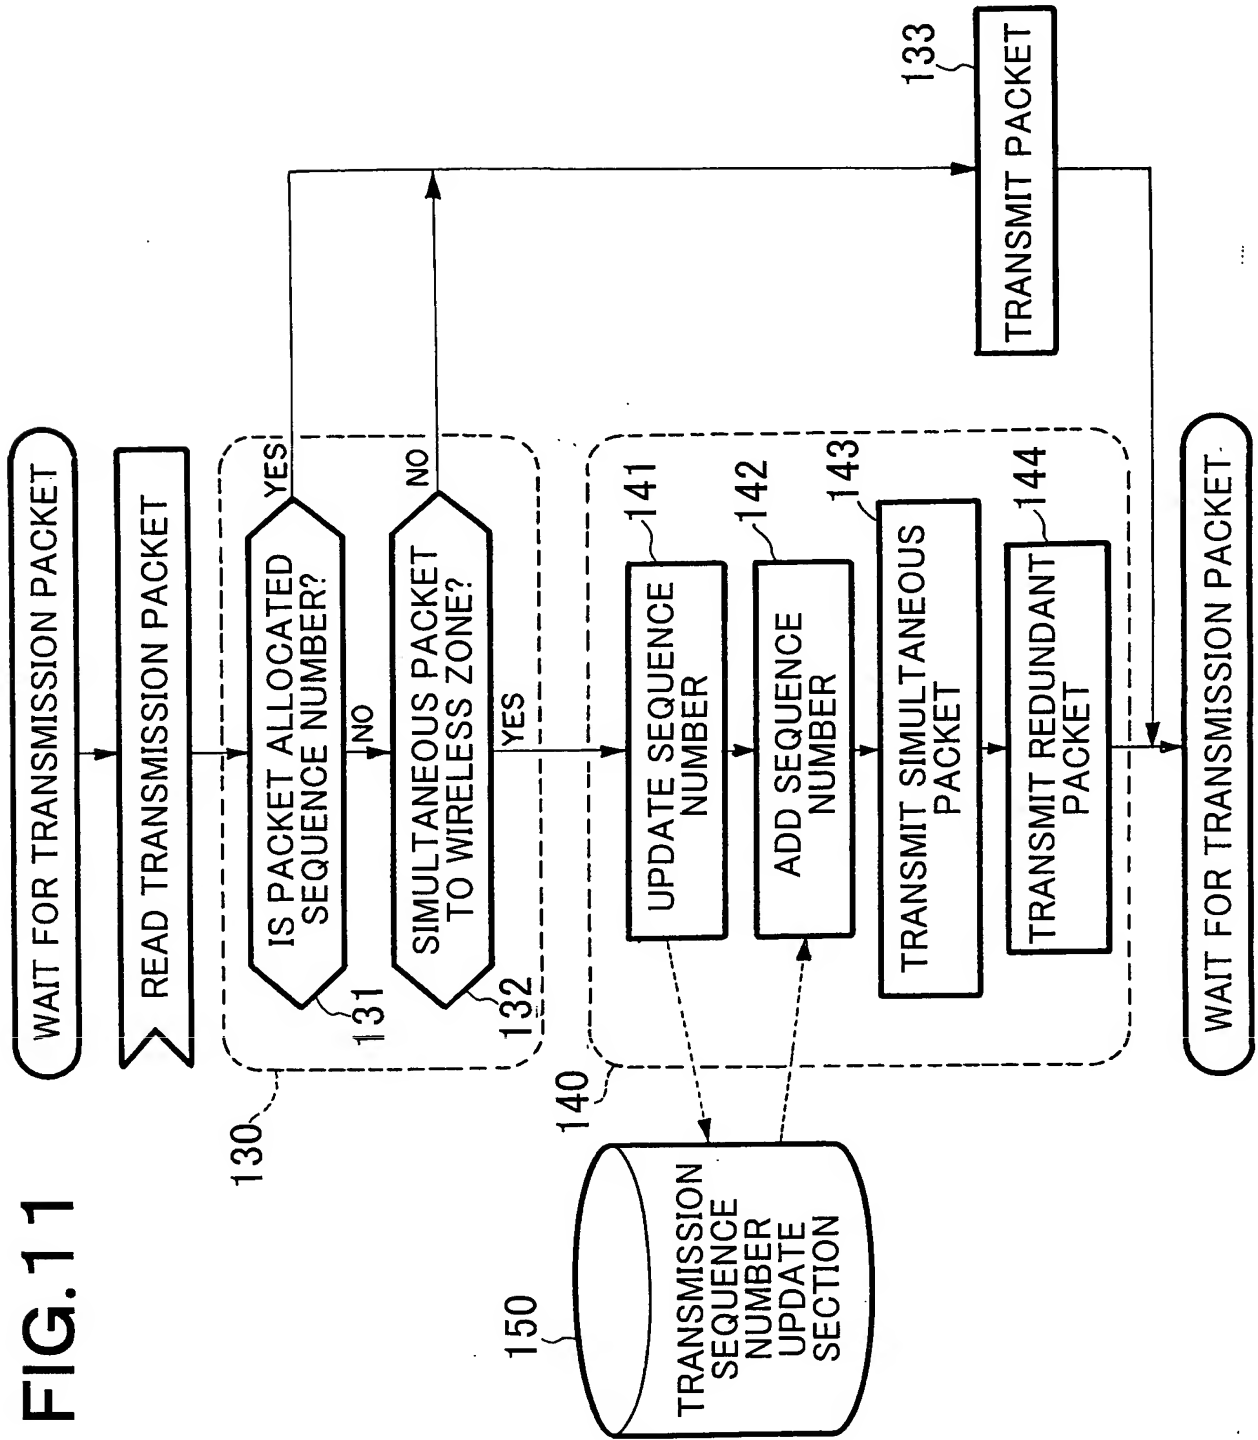 FIG.11
WAIT FOR TRANSMISSION PACKET
READ TRANSMISSION PACKET
130
IS PACKET ALLOCATED
SEQUENCE NUMBER?
131
YES
NO
SIMULTANEOUS PACKET
TO WIRELESS ZONE?
132
NO
YES
140
UPDATE SEQUENCE
NUMBER
141
ADD SEQUENCE
NUMBER
142
TRANSMIT SIMULTANEOUS
PACKET
143
TRANSMIT REDUNDANT
PACKET
144
150
TRANSMISSION
SEQUENCE
NUMBER
UPDATE
SECTION
133
TRANSMIT PACKET
WAIT FOR TRANSMISSION PACKET